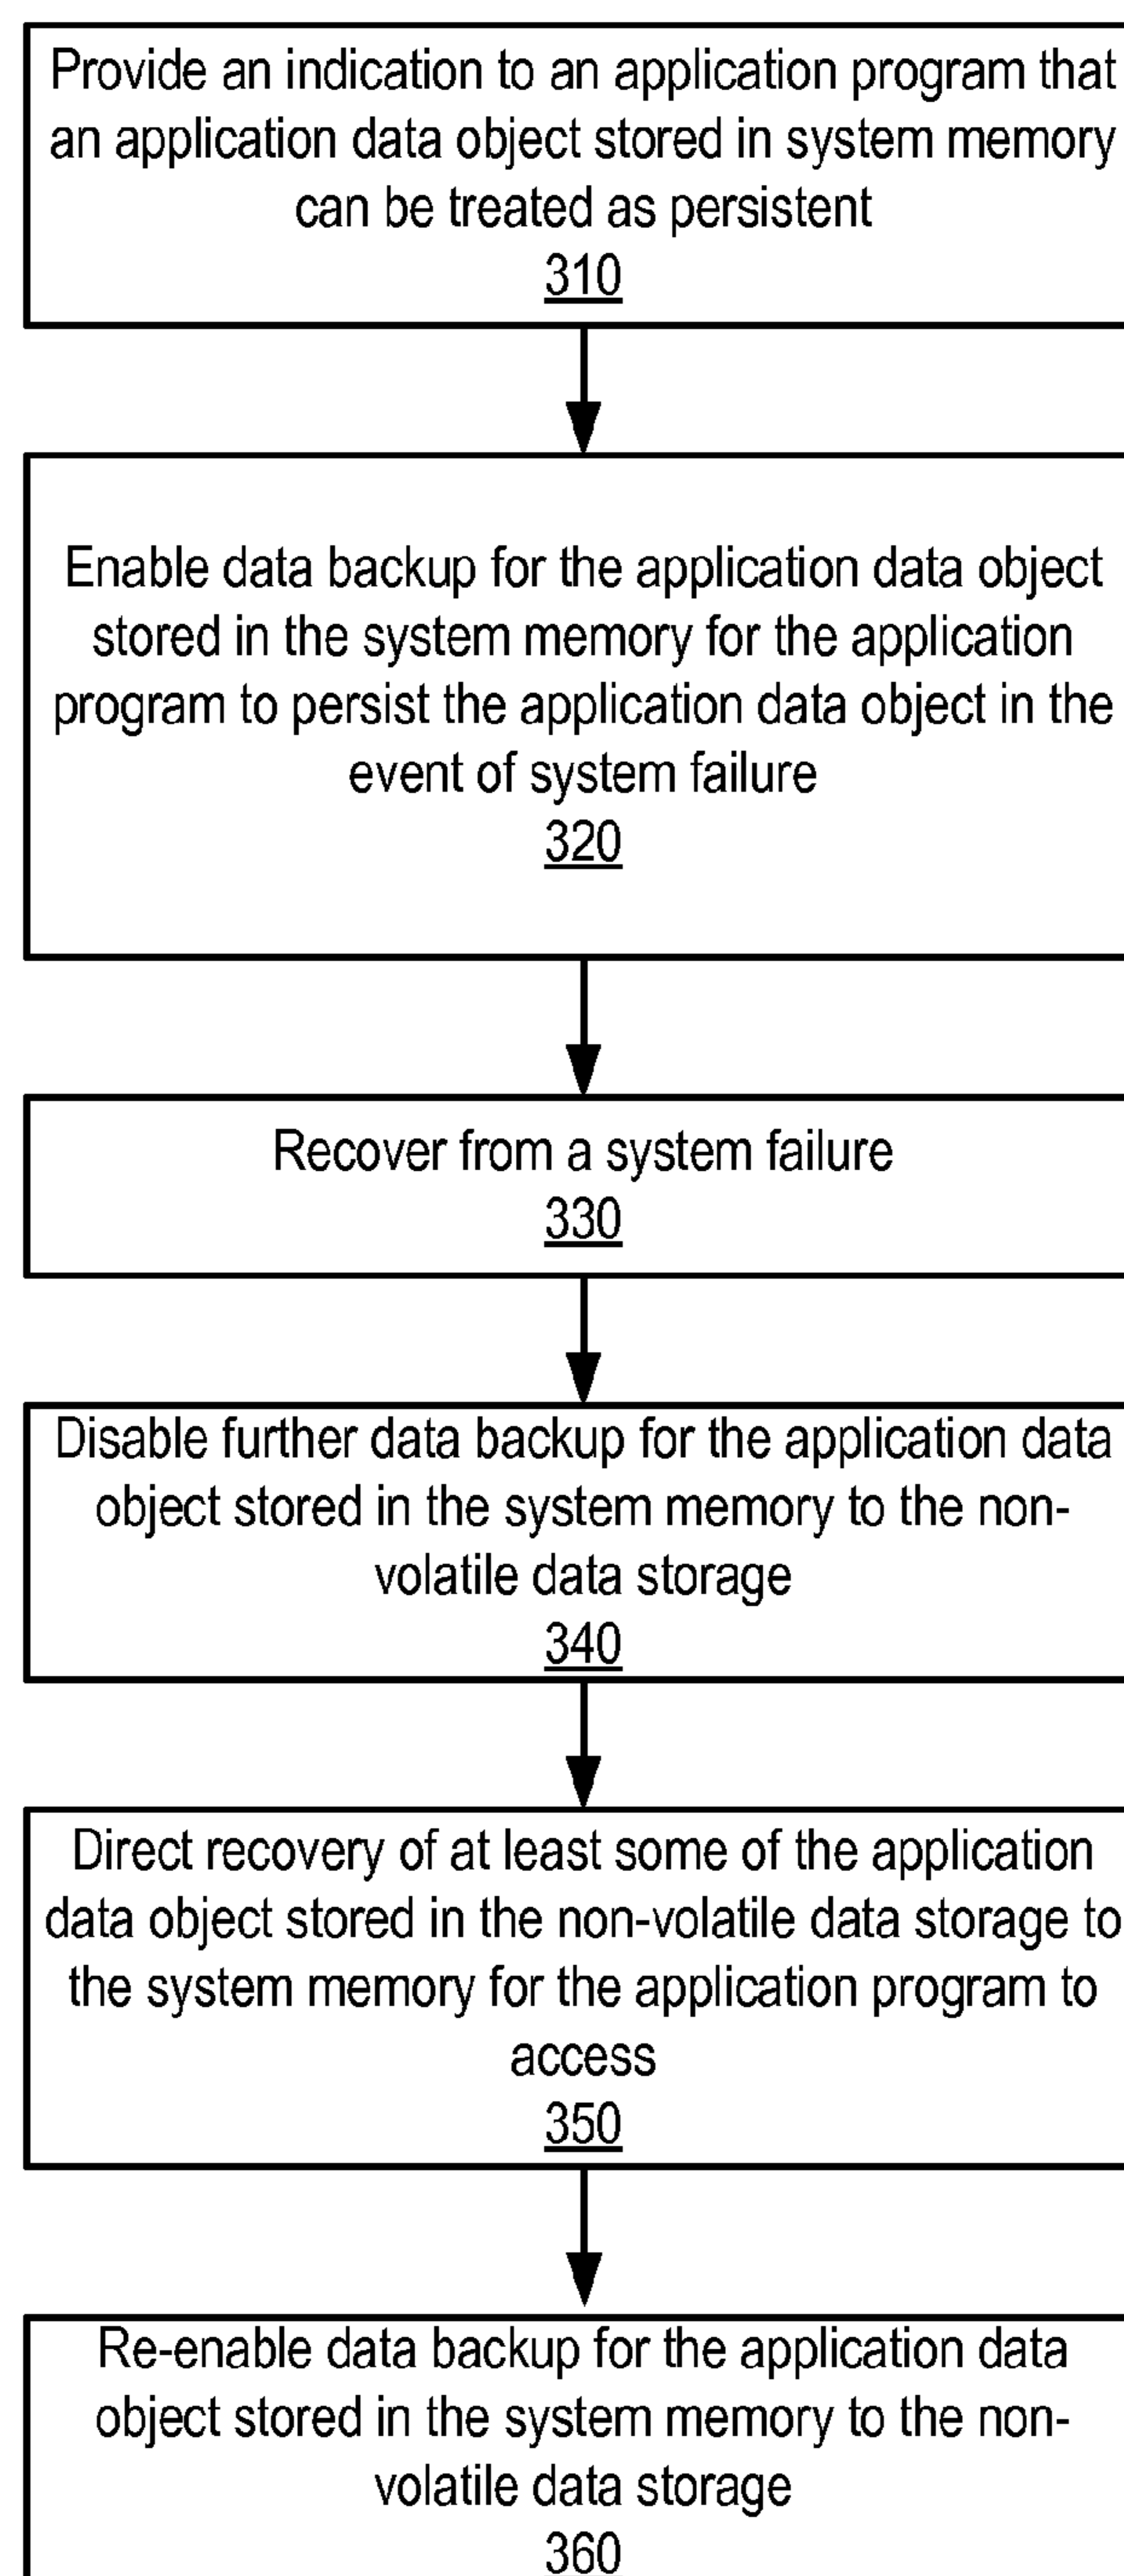 Provide an indication to an application program that
an application data object stored in system memory
can be treated as persistent
310
Enable data backup for the application data object
stored in the system memory for the application
program to persist the application data object in the
event of system failure
320
Recover from a system failure
330
Disable further data backup for the application data
object stored in the system memory to the non-
volatile data storage
340
Direct recovery of at least some of the application
data object stored in the non-volatile data storage to
the system memory for the application program to
access
350
Re-enable data backup for the application data
object stored in the system memory to the non-
volatile data storage
360